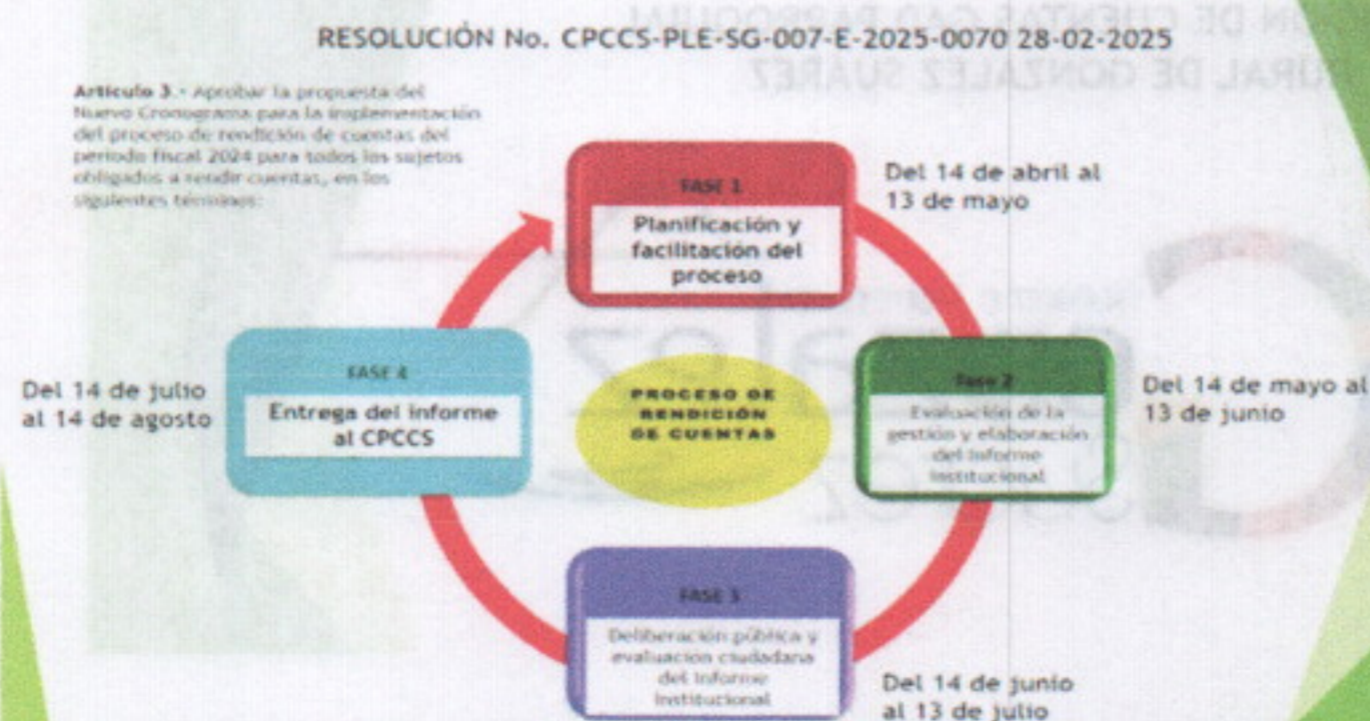 RESOLUCIÓN No. CPCCS-PLE-SG-007-E-2025-0070 28-02-2025
Artículo 3.- Aprobar la propuesta del
Nuevo Cronograma para la implementación
del proceso de rendición de cuentas del
período fiscal 2024 para todos los sujetos
obligados a rendir cuentas, en los
siguientes términos:
FASE 1
Planificación y
facilitación del
proceso
Del 14 de abril al
13 de mayo
Fase 2
Evaluación de la
gestión y elaboración
del Informe
Institucional
Del 14 de mayo al
13 de junio
FASE 3
Deliberación pública y
evaluación ciudadana
del Informe
Institucional
Del 14 de junio
al 13 de julio
FASE 4
Entrega del informe
al CPCCS
Del 14 de julio
al 14 de agosto
PROCESO DE
RENDICIÓN
DE CUENTAS